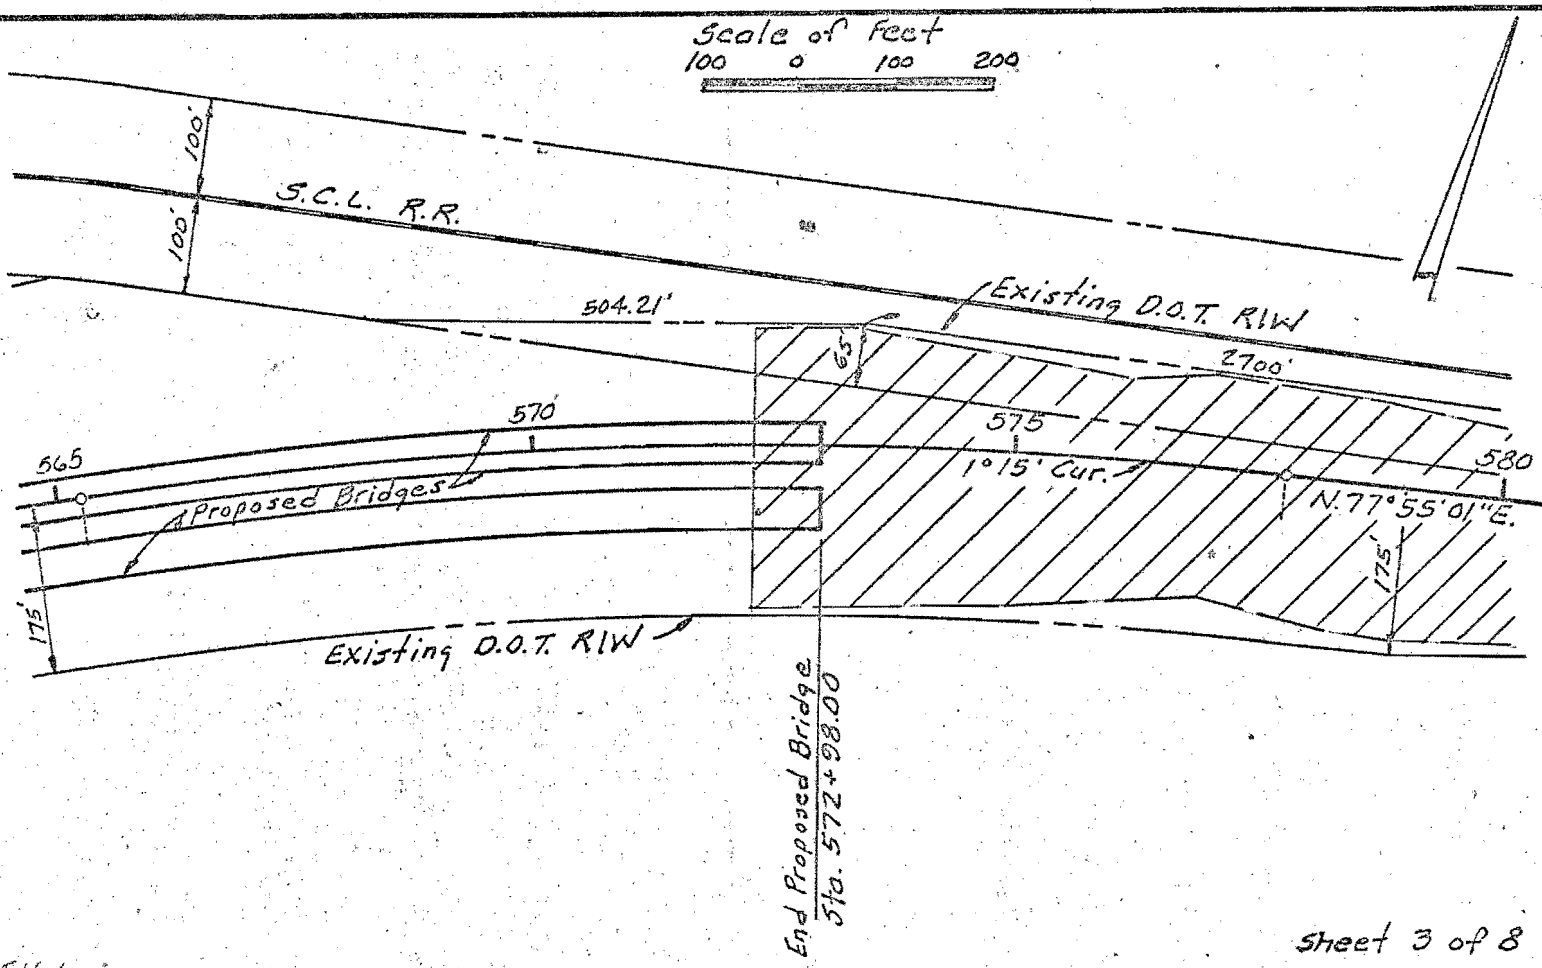 Scale of Feet
100 0 100 200
100'
100'
S.C.L. R.R.
504.21'
Existing D.O.T. R/W
65'
2700'
565
570
575
580
1°15' Cur.
Proposed Bridges
N.77°55'01"E.
175'
175'
Existing D.O.T. R/W
End Proposed Bridge
Sta. 572+98.00
Sheet 3 of 8